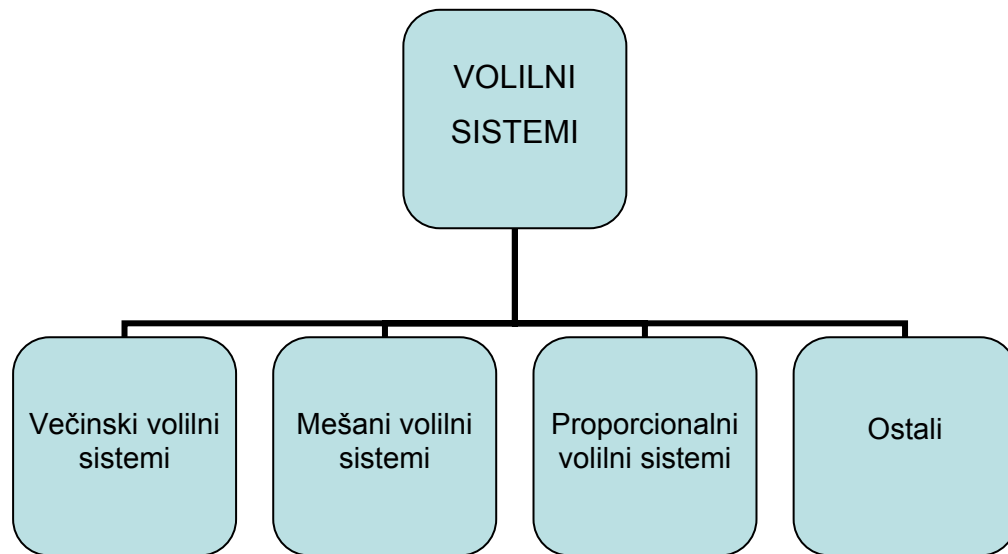 VOLILNI
SISTEMI
Večinski volilni
sistemi
Mešani volilni
sistemi
Proporcionalni
volilni sistemi
Ostali